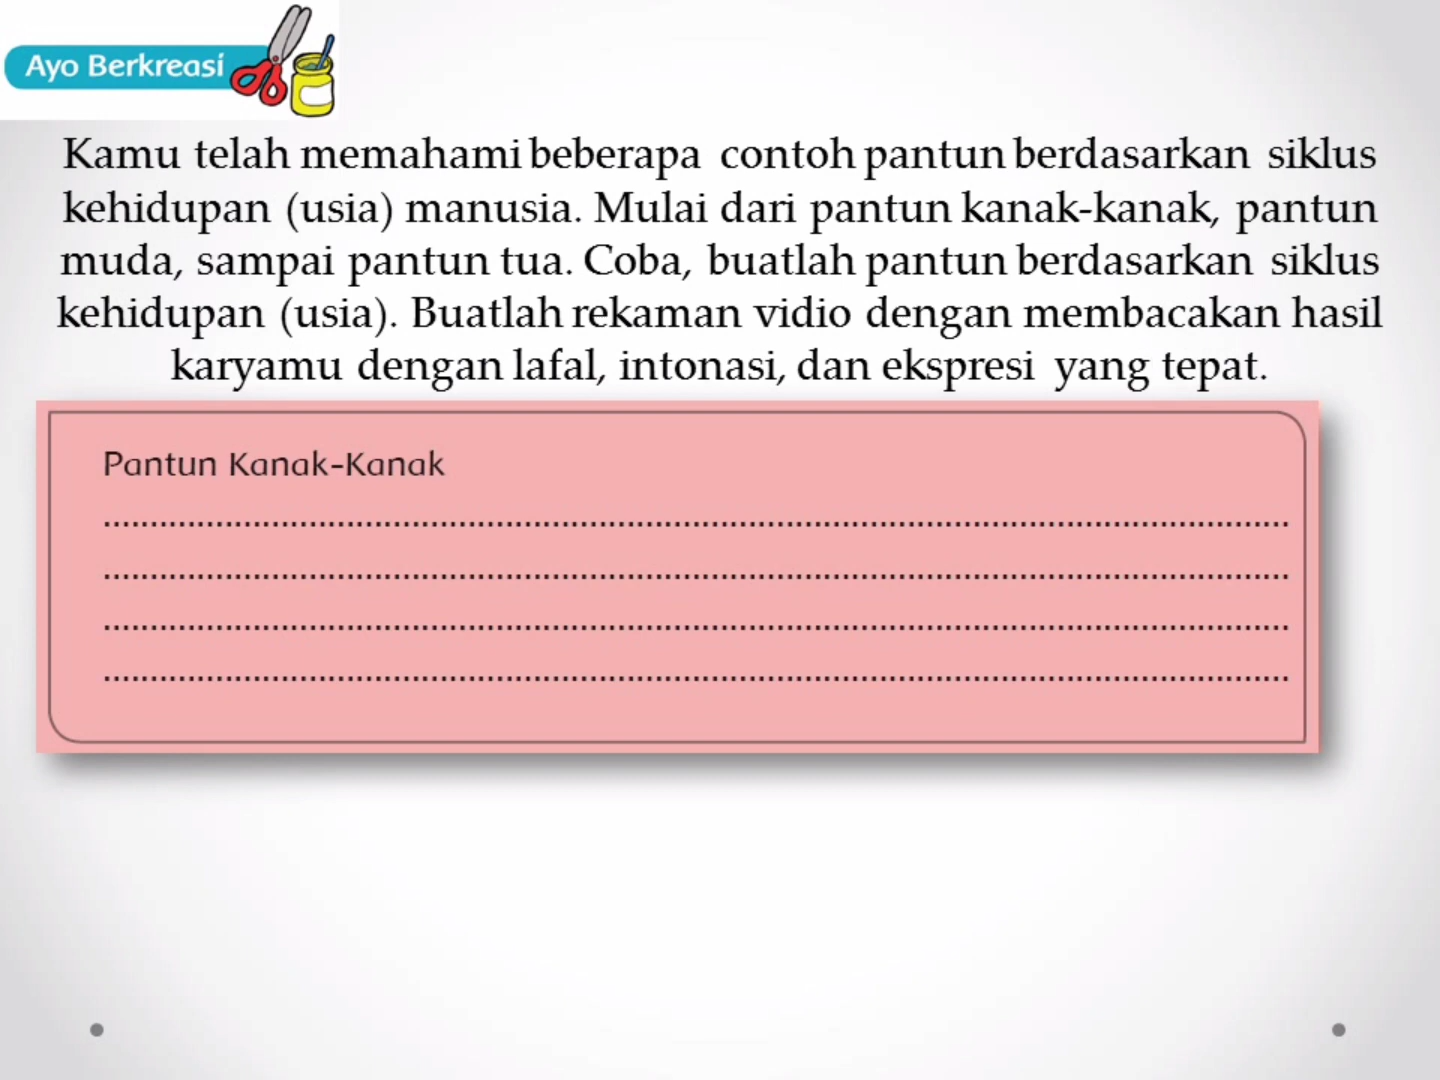 Ayo Berkreasi
Kamu telah memahami beberapa contoh pantun berdasarkan siklus
kehidupan (usia) manusia. Mulai dari pantun kanak-kanak, pantun
muda, sampai pantun tua. Coba, buatlah pantun berdasarkan siklus
kehidupan (usia). Buatlah rekaman vidio dengan membacakan hasil
karyamu dengan lafal, intonasi, dan ekspresi yang tepat.
Pantun Kanak-Kanak